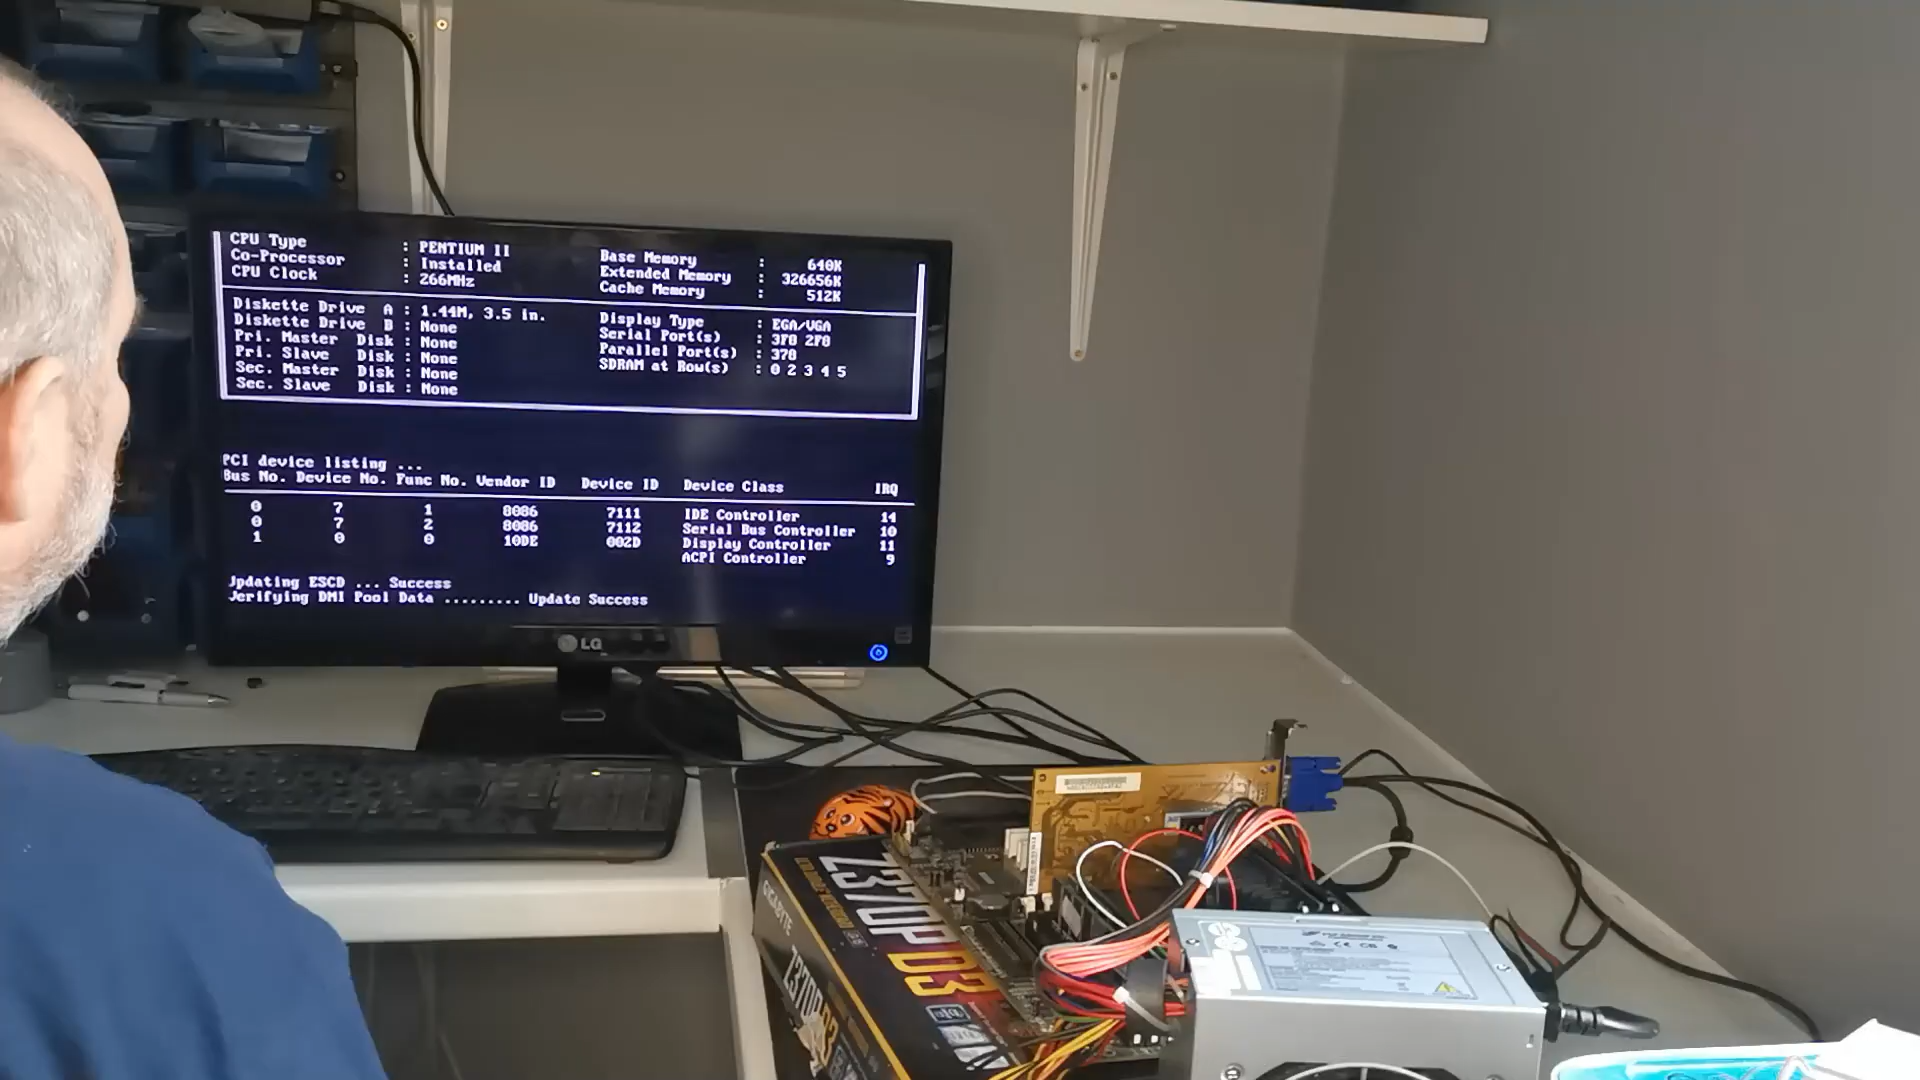 CPU Type : PENTIUM II Base Memory : 640K
Co-Processor : Installed Extended Memory : 326656K
CPU Clock : 266MHz Cache Memory : 512K
Diskette Drive A : 1.44M, 3.5 in. Display Type : EGA/VGA
Diskette Drive B : None Serial Port(s) : 3F8 2F8
Pri. Master Disk : None Parallel Port(s) : 378
Pri. Slave Disk : None SDRAM at Row(s) : 0 2 3 4 5
Sec. Master Disk : None
Sec. Slave Disk : None
PCI device listing ...
Bus No. Device No. Func No. Vendor ID Device ID Device Class IRQ
0 7 1 8086 7111 IDE Controller 14
0 7 2 8086 7112 Serial Bus Controller 10
1 0 0 10DE 002D Display Controller 11
ACPI Controller 9
Updating ESCD ... Success
Verifying DMI Pool Data ......... Update Success
LG
Z370P D3
GIGABYTE
Z370P D3